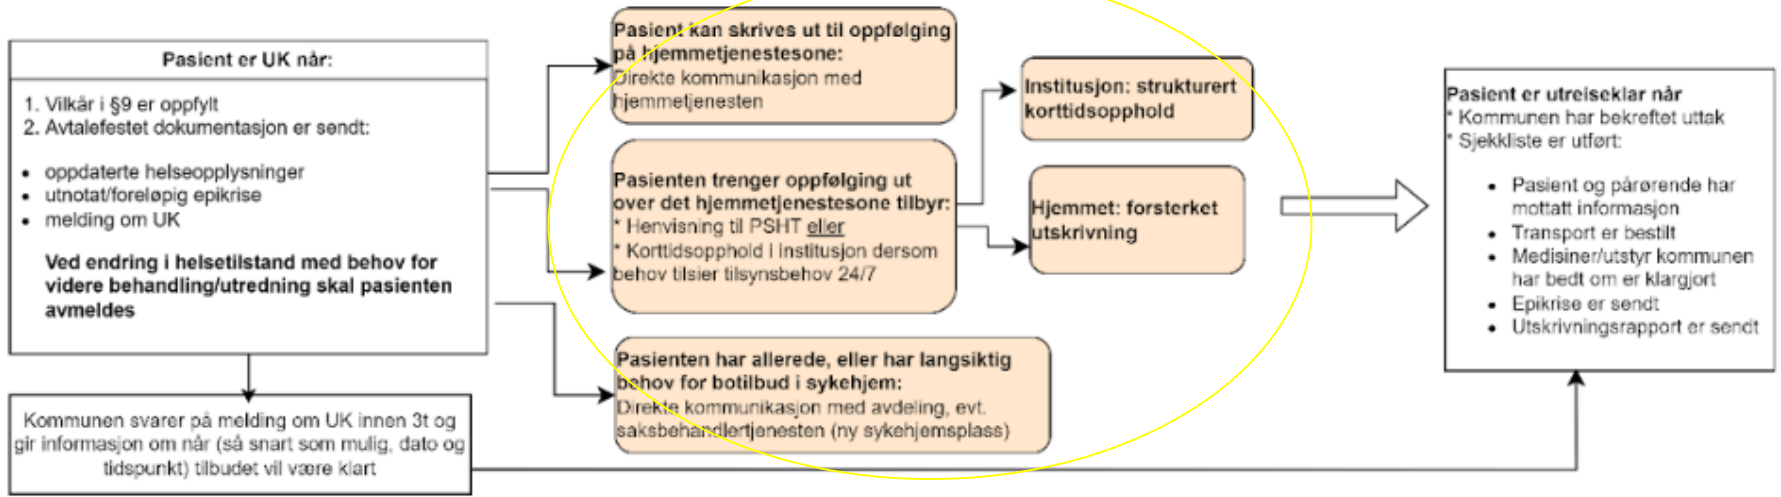 Pasient er UK når:
1. Vilkår i §9 er oppfylt
2. Avtalefestet dokumentasjon er sendt:
• oppdaterte helseopplysninger
• utnotat/foreløpig epikrise
• melding om UK
Ved endring i helsetilstand med behov for
videre behandling/utredning skal pasienten
avmeldes
Kommunen svarer på melding om UK innen 3t og
gir informasjon om når (så snart som mulig, dato og
tidspunkt) tilbudet vil være klart
Pasient kan skrives ut til oppfølging
på hjemmetjenestesone:
Direkte kommunikasjon med
hjemmetjenesten
Pasienten trenger oppfølging ut
over det hjemmetjenestesone tilbyr:
* Henvisning til PSHT eller
* Korttidsopphold i institusjon dersom
behov tilsier tilsynsbehov 24/7
Pasienten har allerede, eller har langsiktig
behov for botilbud i sykehjem:
Direkte kommunikasjon med avdeling, evt.
saksbehandlertjenesten (ny sykehjemsplass)
Institusjon: strukturert
korttidsopphold
Hjemmet: forsterket
utskrivning
Pasient er utreiseklar når
* Kommunen har bekreftet uttak
* Sjekkliste er utført:
• Pasient og pårørende har
mottatt informasjon
• Transport er bestilt
• Medisiner/utstyr kommunen
har bedt om er klargjort
• Epikrise er sendt
• Utskrivningsrapport er sendt